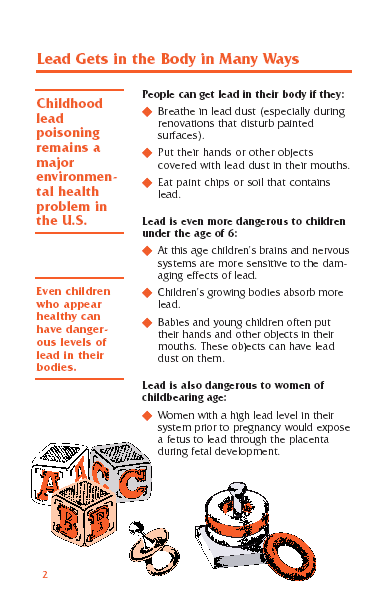 Lead Gets in the Body in Many Ways
Childhood
lead
poisoning
remains a
major
environmen-
tal health
problem in
the U.S.
Even children
who appear
healthy can
have danger-
ous levels of
lead in their
bodies.
People can get lead in their body if they:
◆ Breathe in lead dust (especially during
renovations that disturb painted
surfaces).
◆ Put their hands or other objects
covered with lead dust in their mouths.
◆ Eat paint chips or soil that contains
lead.
Lead is even more dangerous to children
under the age of 6:
◆ At this age children's brains and nervous
systems are more sensitive to the dam-
aging effects of lead.
◆ Children's growing bodies absorb more
lead.
◆ Babies and young children often put
their hands and other objects in their
mouths. These objects can have lead
dust on them.
Lead is also dangerous to women of
childbearing age:
◆ Women with a high lead level in their
system prior to pregnancy would expose
a fetus to lead through the placenta
during fetal development.
A C C
B
2